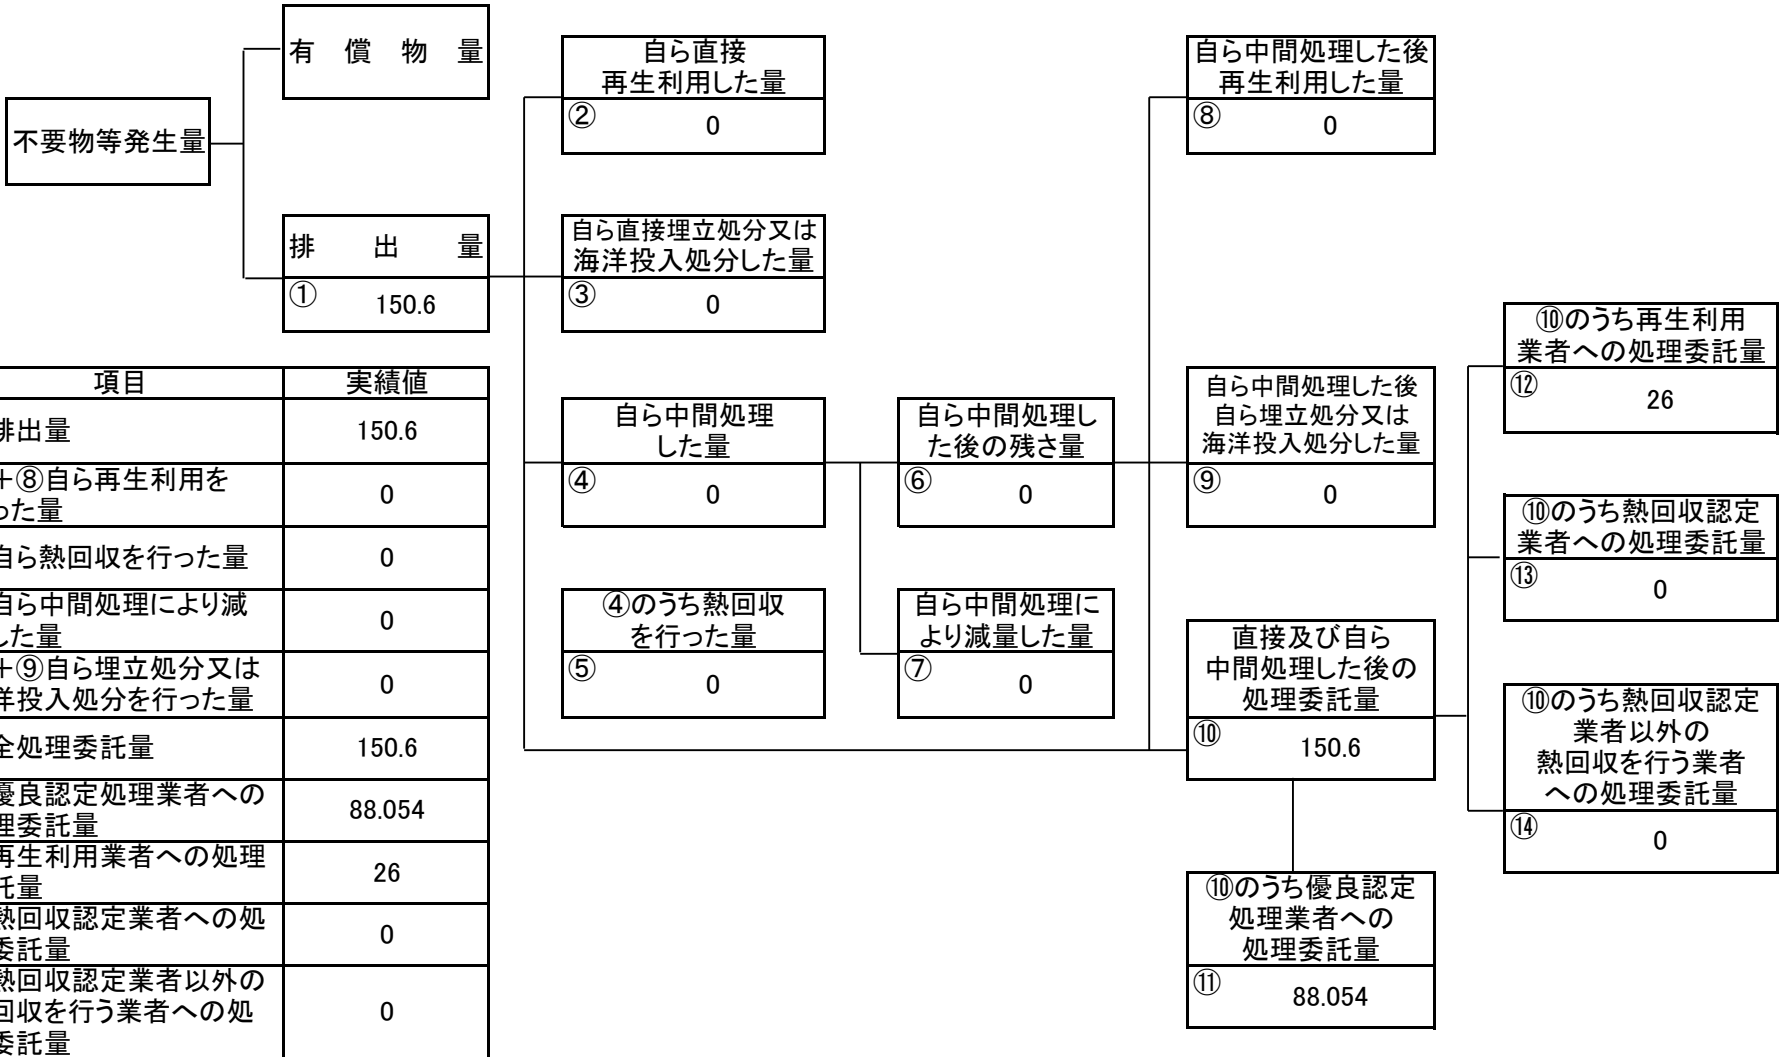 有償物量
不要物等発生量
排出量
① 150.6
自ら直接
再生利用した量
② 0
自ら直接埋立処分又は
海洋投入処分した量
③ 0
自ら中間処理
した量
④ 0
④のうち熱回収
を行った量
⑤ 0
自ら中間処理し
た後の残さ量
⑥ 0
自ら中間処理に
より減量した量
⑦ 0
自ら中間処理した後
再生利用した量
⑧ 0
自ら中間処理した後
自ら埋立処分又は
海洋投入処分した量
⑨ 0
直接及び自ら
中間処理した後の
処理委託量
⑩ 150.6
⑩のうち優良認定
処理業者への
処理委託量
⑪ 88.054
⑩のうち再生利用
業者への処理委託量
⑫ 26
⑩のうち熱回収認定
業者への処理委託量
⑬ 0
⑩のうち熱回収認定
業者以外の
熱回収を行う業者
への処理委託量
⑭ 0
項目 実績値
排出量 150.6
+⑧自ら再生利用を
った量 0
自ら熱回収を行った量 0
自ら中間処理により減
した量 0
+⑨自ら埋立処分又は
洋投入処分を行った量 0
全処理委託量 150.6
優良認定処理業者への
理委託量 88.054
再生利用業者への処理
託量 26
熱回収認定業者への処
委託量 0
熱回収認定業者以外の
回収を行う業者への処
委託量 0